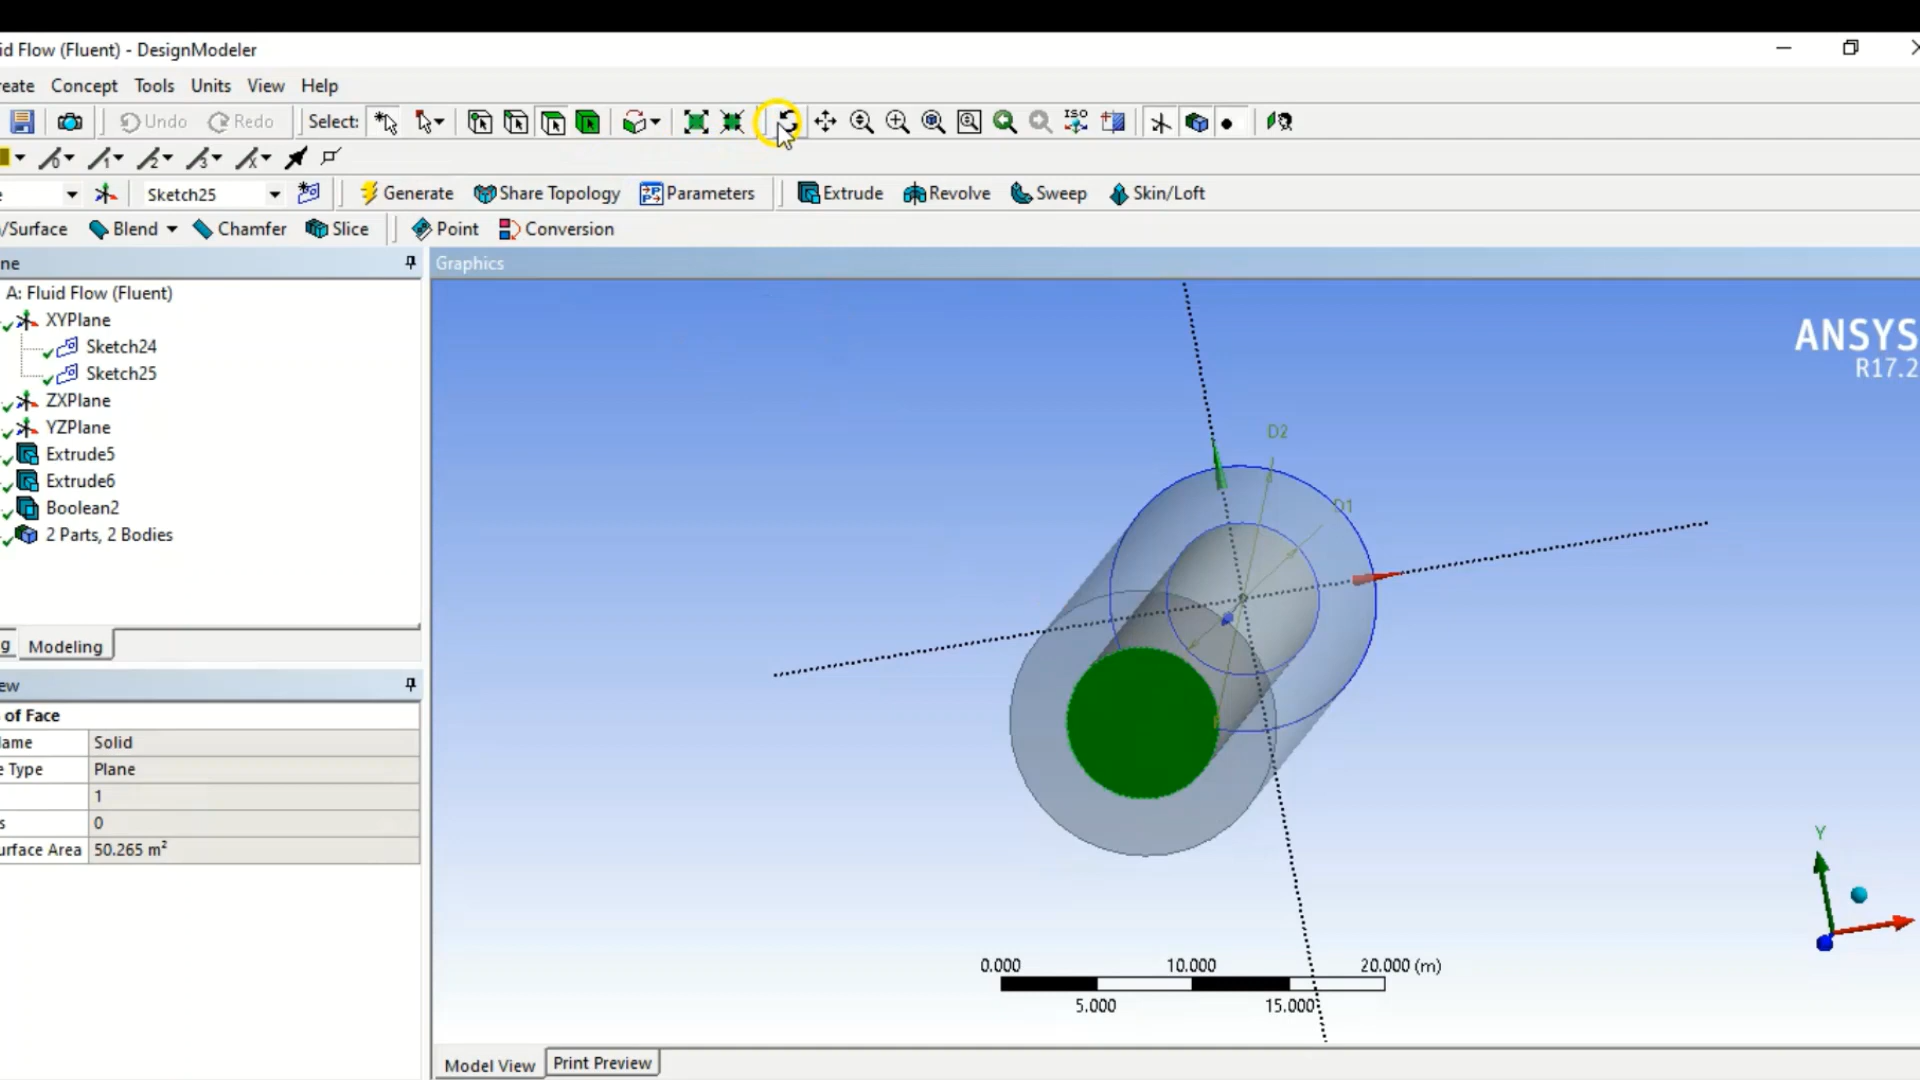 id Flow (Fluent) - DesignModeler
reate Concept Tools Units View Help
Undo Redo Select: ISO
Sketch25 Generate Share Topology Parameters Extrude Revolve Sweep Skin/Loft
/Surface Blend Chamfer Slice Point Conversion
ne
Graphics
A: Fluid Flow (Fluent)
XYPlane
Sketch24
Sketch25
ZXPlane
YZPlane
Extrude5
Extrude6
Boolean2
2 Parts, 2 Bodies
g Modeling
ew
of Face
ame Solid
e Type Plane
1
s 0
urface Area 50.265 m²
ANSYS
R17.2
D2
D1
Y
0.000 10.000 20.000 (m)
5.000 15.000
Model View Print Preview